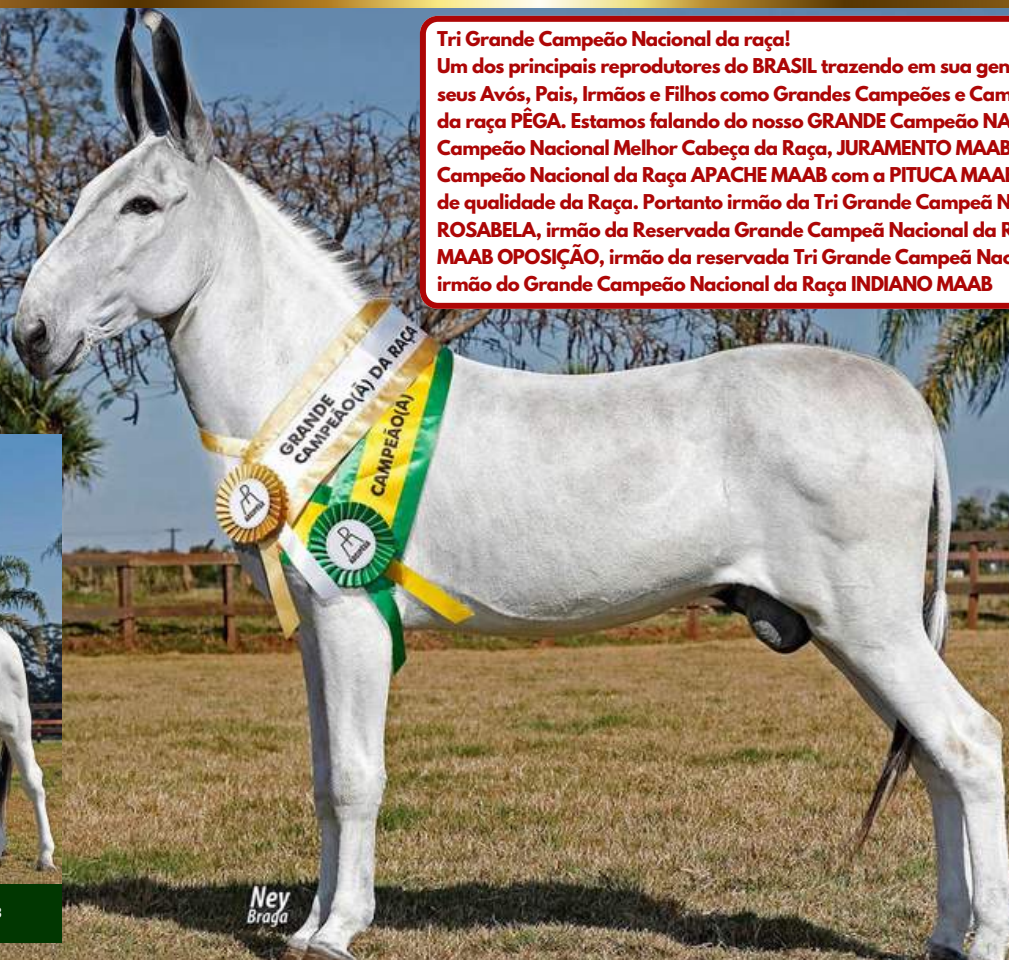 Tri Grande Campeão Nacional da raça!
Um dos principais reprodutores do BRASIL trazendo em sua gen
seus Avós, Pais, Irmãos e Filhos como Grandes Campeões e Cam
da raça PÊGA. Estamos falando do nosso GRANDE Campeão NA
Campeão Nacional Melhor Cabeça da Raça, JURAMENTO MAAB
Campeão Nacional da Raça APACHE MAAB com a PITUCA MAAB
de qualidade da Raça. Portanto irmão da Tri Grande Campeã N
ROSABELA, irmão da Reservada Grande Campeã Nacional da R
MAAB OPOSIÇÃO, irmão da reservada Tri Grande Campeã Nac
irmão do Grande Campeão Nacional da Raça INDIANO MAAB
GRANDE
CAMPEÃO(Ã) DA RAÇA
CAMPEÃO(Ã)
Ney
Braga